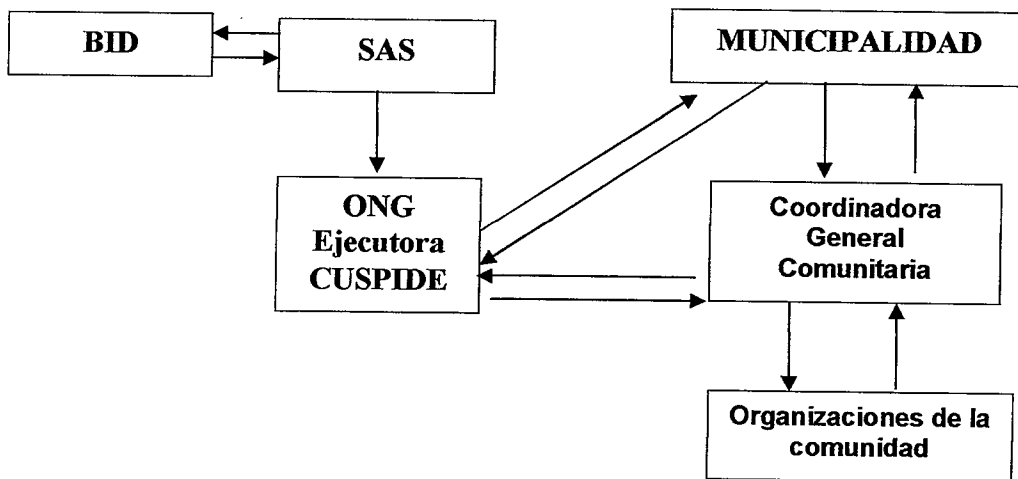 BID
SAS
MUNICIPALIDAD
ONG
Ejecutora
CUSPIDE
Coordinadora
General
Comunitaria
Organizaciones de la
comunidad